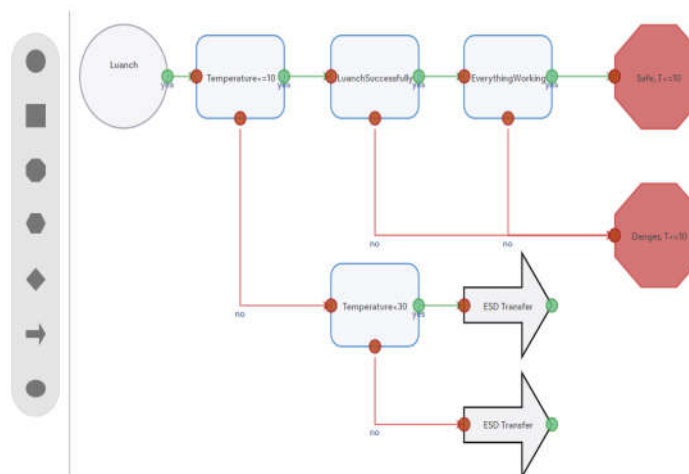 Luanch
yes
Temperature<=10
yes
LuanchSuccessfully
yes
EverythingWorking
yes
Safe, T<=10
no
no
Danger, T<=10
no
Temperature<30
yes
ESD Transfer
no
ESD Transfer